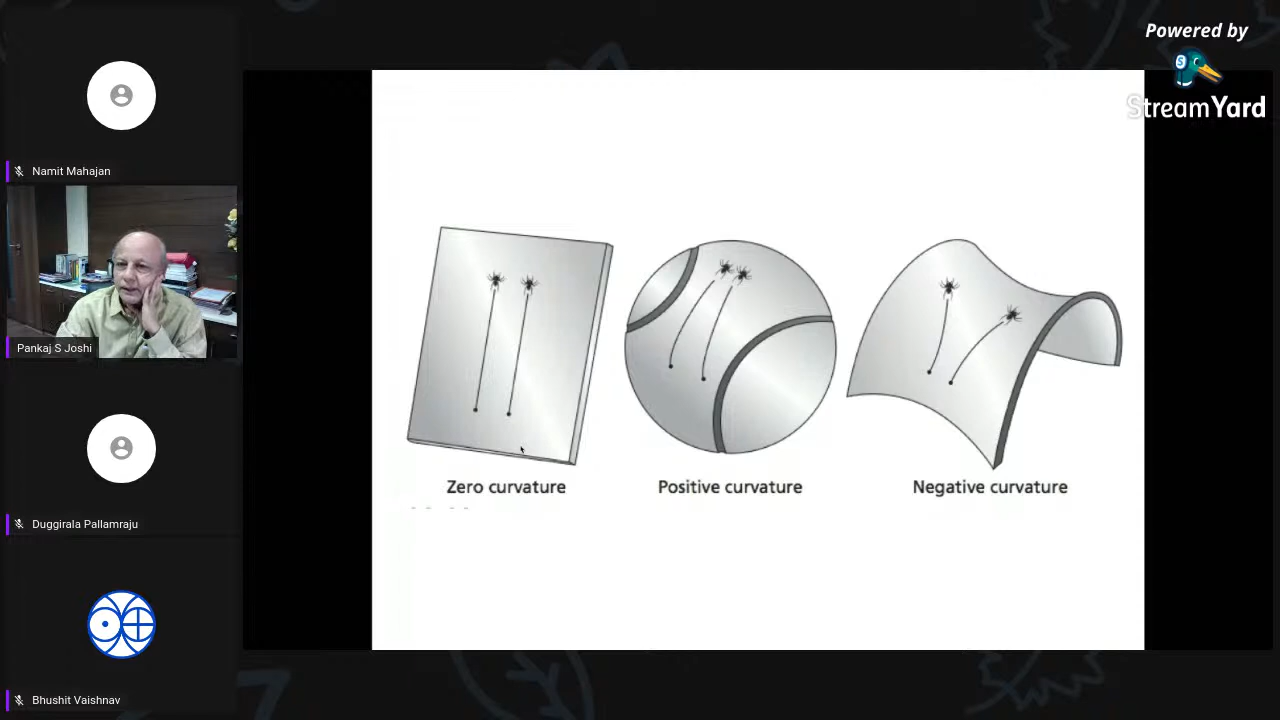 Powered by
StreamYard
Namit Mahajan
Pankaj S Joshi
Duggirala Pallamraju
Bhushit Vaishnav
Zero curvature
Positive curvature
Negative curvature